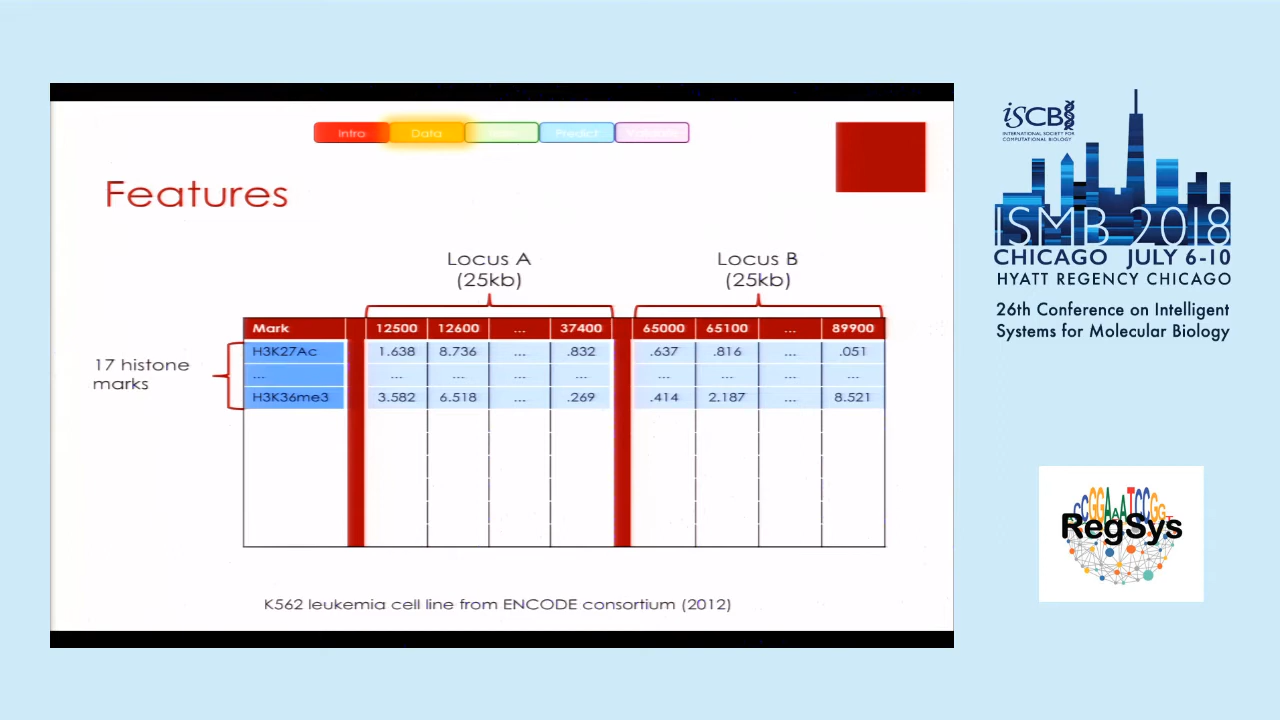 Intro Data Predict
Features
Locus A
(25kb)
Locus B
(25kb)
Mark 12500 12600 ... 37400 65000 65100 ... 89900
17 histone
marks
H3K27Ac 1.638 8.736 ... .832 .637 .816 ... .051
... ... ... ... ... ... ... ... ...
H3K36me3 3.582 6.518 ... .269 .414 2.187 ... 8.521
K562 leukemia cell line from ENCODE consortium (2012)
iSCB
INTERNATIONAL SOCIETY FOR
COMPUTATIONAL BIOLOGY
ISMB 2018
CHICAGO JULY 6-10
HYATT REGENCY CHICAGO
26th Conference on Intelligent
Systems for Molecular Biology
RegSys